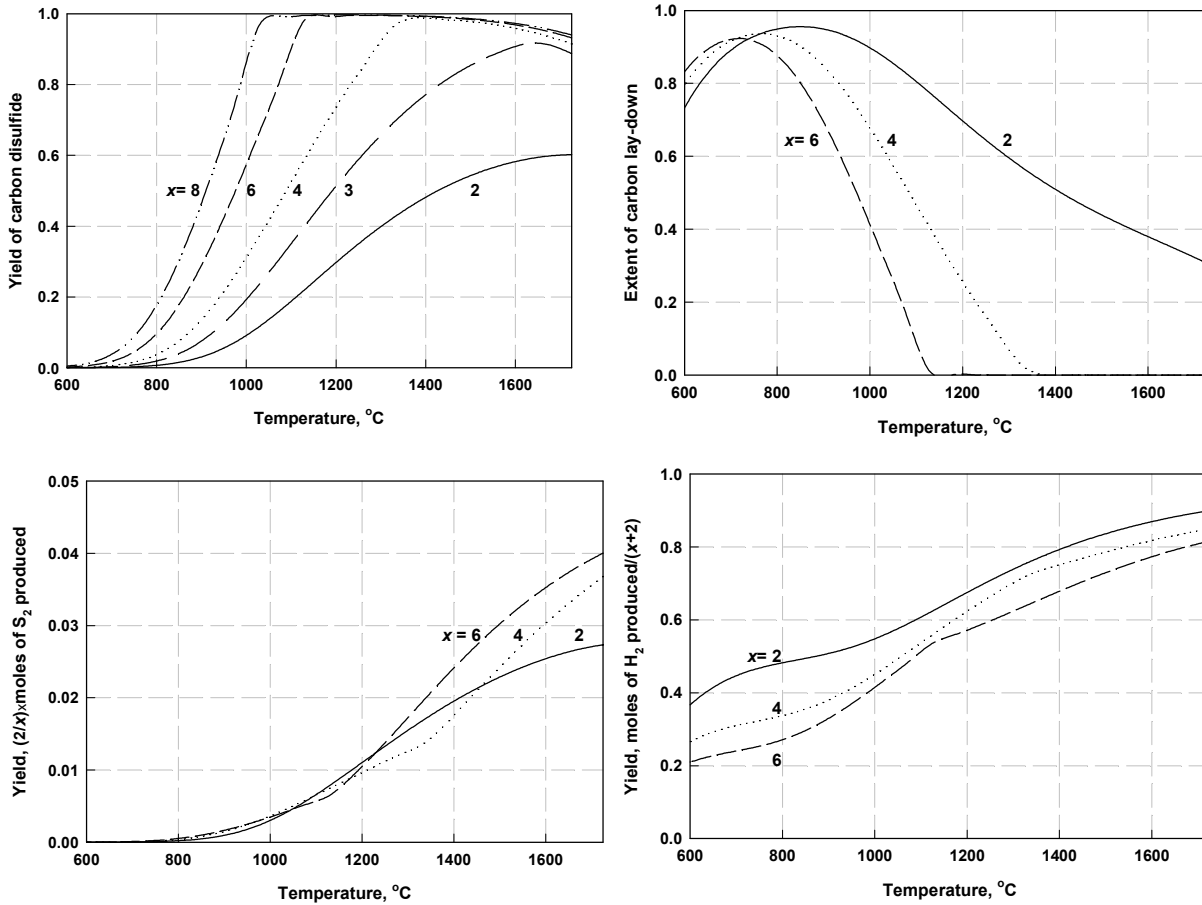 Yield of carbon disulfide
1.0
0.8
0.6
0.4
0.2
0.0
x= 8
6
4
3
2
600 800 1000 1200 1400 1600
Temperature, °C
Extent of carbon lay-down
1.0
0.8
0.6
0.4
0.2
0.0
2
x= 6
4
600 800 1000 1200 1400 1600
Temperature, °C
Yield, (2/x)xmoles of S₂ produced
0.05
0.04
0.03
0.02
0.01
0.00
x = 6
4
2
600 800 1000 1200 1400 1600
Temperature, °C
Yield, moles of H₂ produced/(x+2)
1.0
0.8
0.6
0.4
0.2
0.0
x= 2
4
6
600 800 1000 1200 1400 1600
Temperature, °C